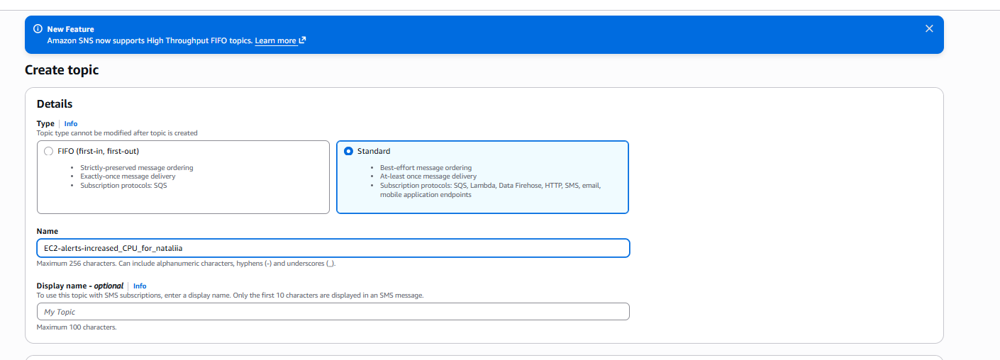 New Feature
Amazon SNS now supports High Throughput FIFO topics. Learn more
Create topic
Details
Type Info
Topic type cannot be modified after topic is created
FIFO (first-in, first-out)
• Strictly-preserved message ordering
• Exactly-once message delivery
• Subscription protocols: SQS
Standard
• Best-effort message ordering
• At-least once message delivery
• Subscription protocols: SQS, Lambda, Data Firehose, HTTP, SMS, email,
mobile application endpoints
Name
EC2-alerts-increased_CPU_for_nataliia
Maximum 256 characters. Can include alphanumeric characters, hyphens (-) and underscores (_).
Display name - optional Info
To use this topic with SMS subscriptions, enter a display name. Only the first 10 characters are displayed in an SMS message.
My Topic
Maximum 100 characters.